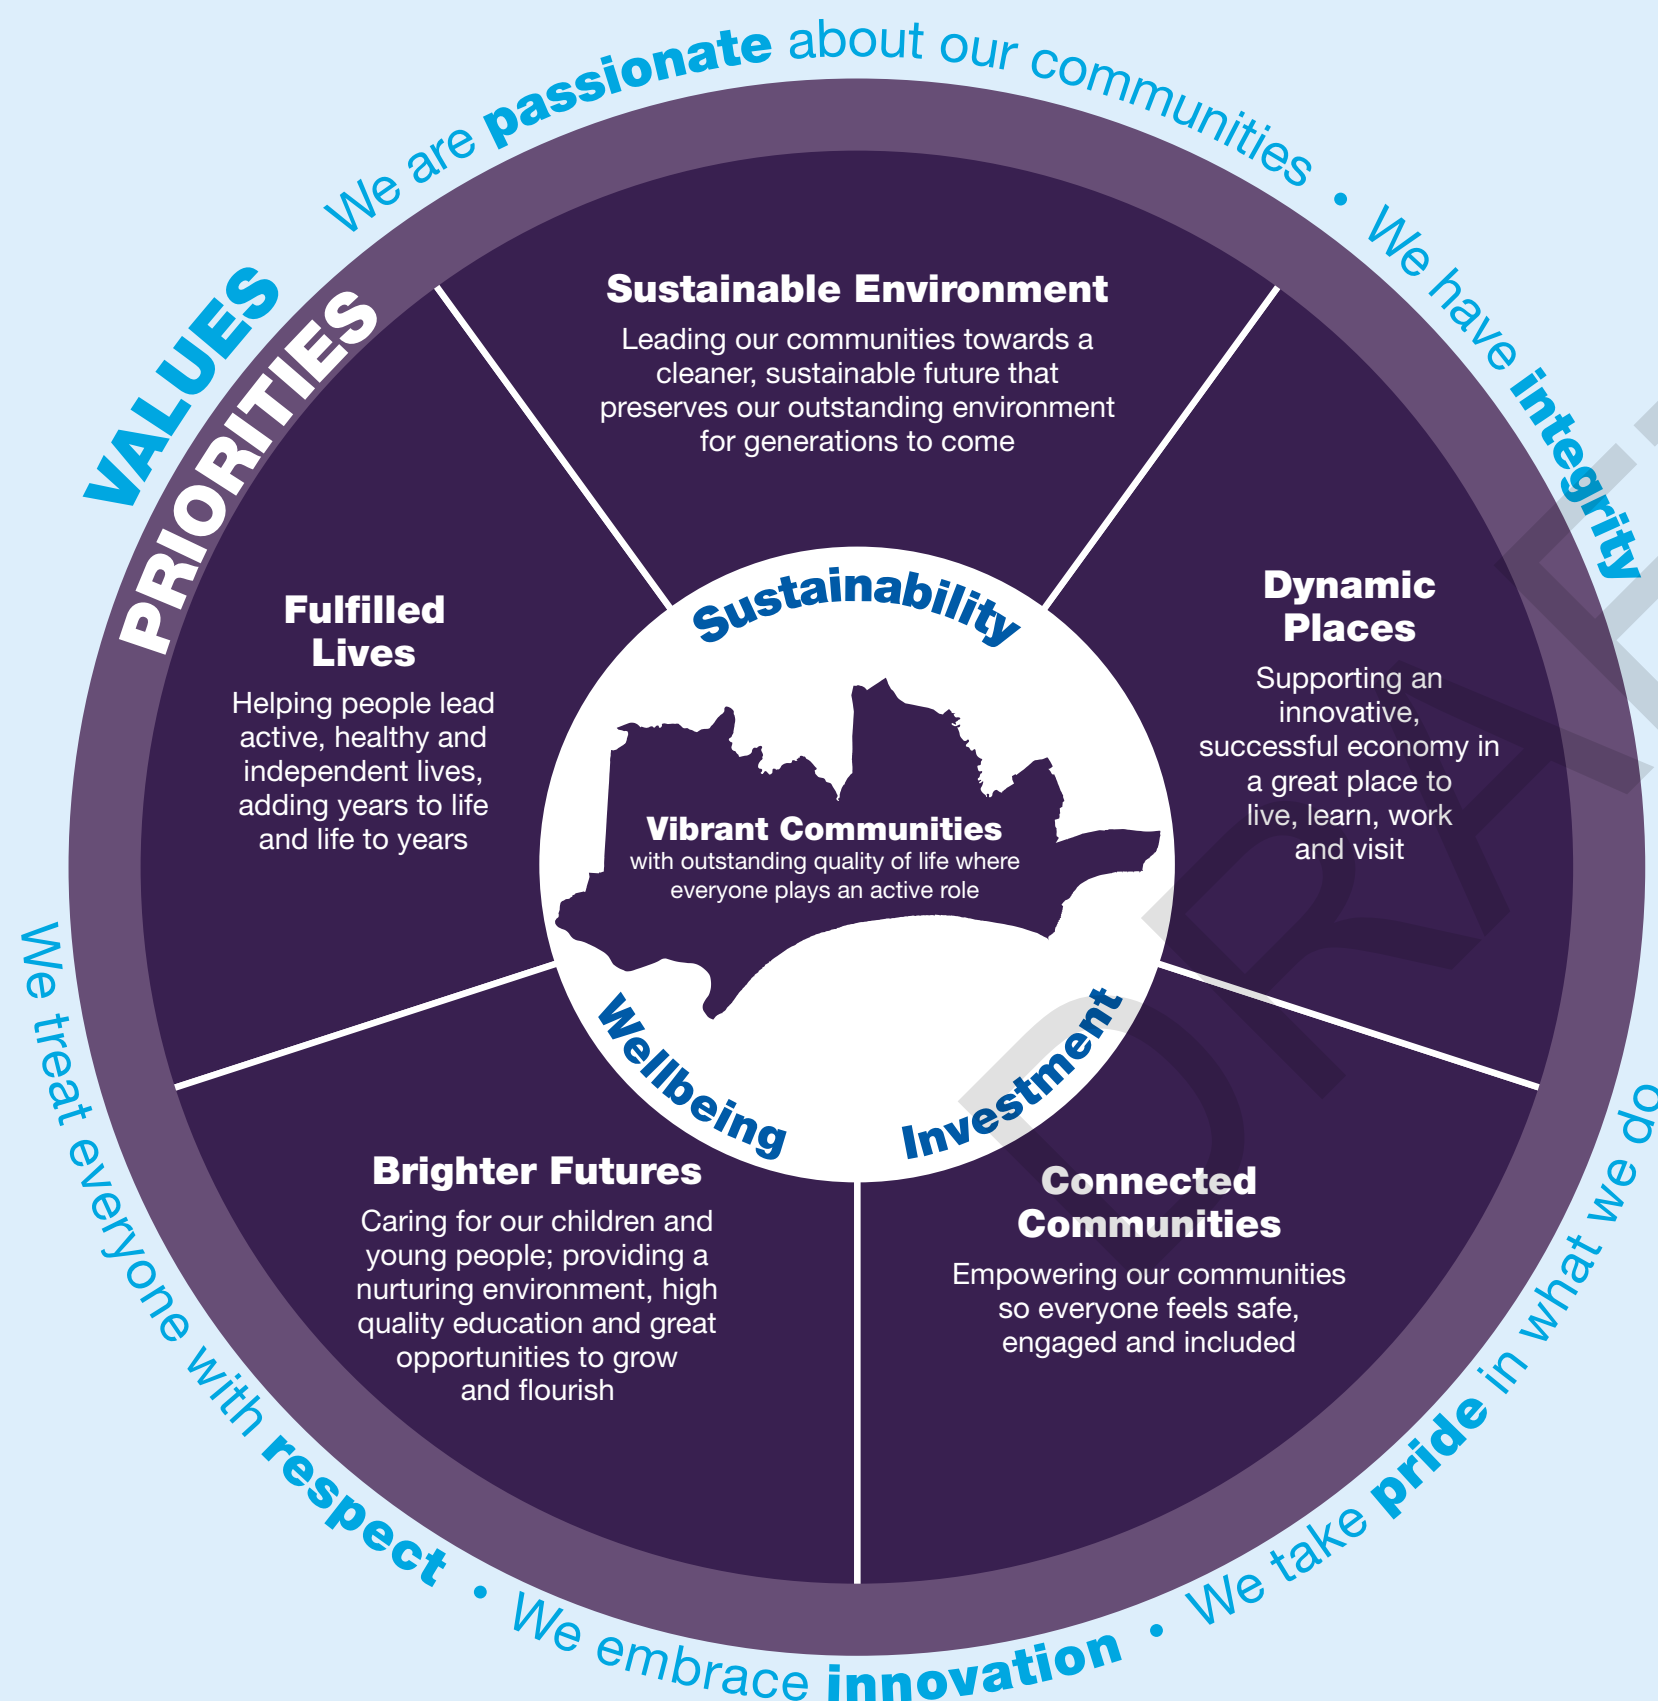 VALUES
We are passionate about our communities • We have integrity
We take pride in what we do
•
We embrace innovation
•
We treat everyone with respect
PRIORITIES
Sustainable Environment
Leading our communities towards a
cleaner, sustainable future that
preserves our outstanding environment
for generations to come
Dynamic
Places
Supporting an
innovative,
successful economy in
a great place to
live, learn, work
and visit
Connected
Communities
Empowering our communities
so everyone feels safe,
engaged and included
Brighter Futures
Caring for our children and
young people; providing a
nurturing environment, high
quality education and great
opportunities to grow
and flourish
Fulfilled
Lives
Helping people lead
active, healthy and
independent lives,
adding years to life
and life to years
Sustainability
Vibrant Communities
with outstanding quality of life where
everyone plays an active role
Wellbeing
Investment